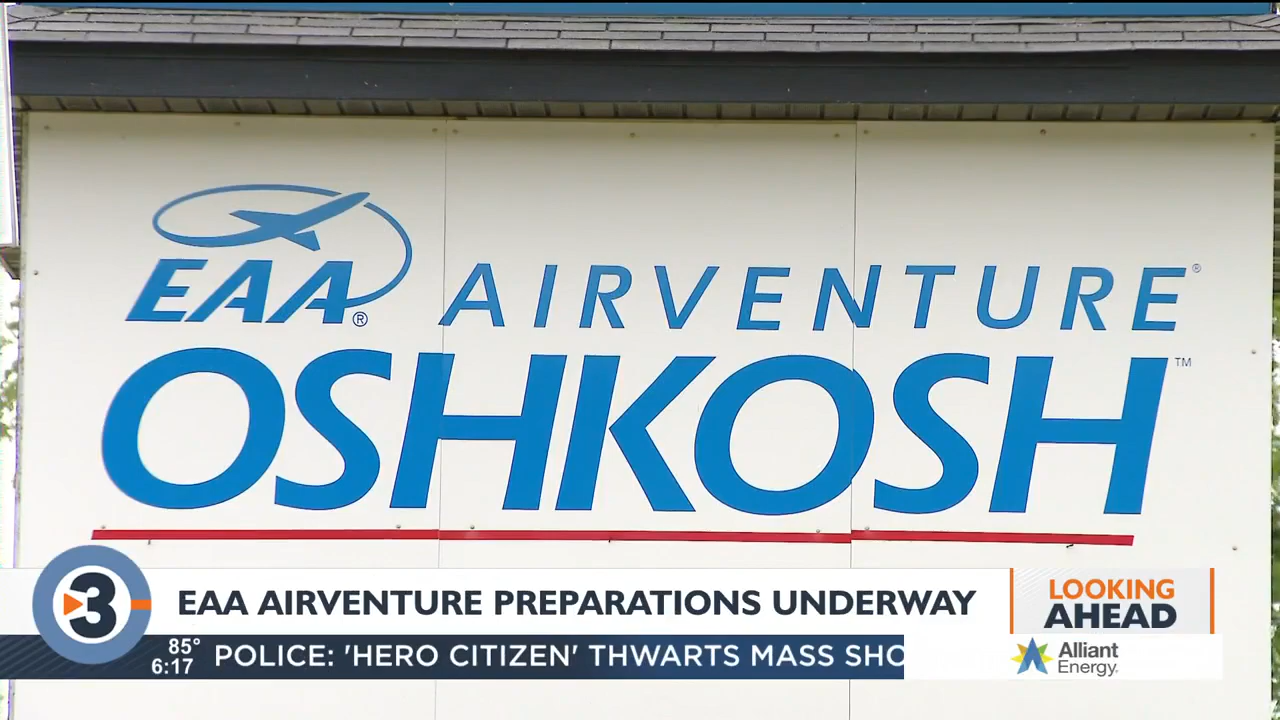 EAA®
AIRVENTURE®
OSHKOSH™
3
EAA AIRVENTURE PREPARATIONS UNDERWAY
LOOKING
AHEAD
85°
6:17
POLICE: 'HERO CITIZEN' THWARTS MASS SHO
Alliant
Energy